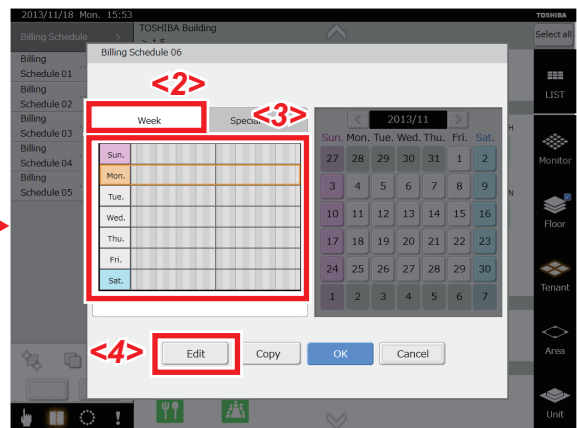 2013/11/18 Mon. 15:53
TOSHIBA
Billing Schedule >
TOSHIBA Building
Select all
Billing Schedule 06
Billing
Schedule 01
Billing
Schedule 02
Billing
Schedule 03
Billing
Schedule 04
Billing
Schedule 05
<2>
<3>
Week
Special
Sun.
Mon.
Tue.
Wed.
Thu.
Fri.
Sat.
< 2013/11 >
Sun. Mon. Tue. Wed. Thu. Fri. Sat.
27 28 29 30 31 1 2
3 4 5 6 7 8 9
10 11 12 13 14 15 16
17 18 19 20 21 22 23
24 25 26 27 28 29 30
1 2 3 4 5 6 7
<4>
Edit
Copy
OK
Cancel
H
N
LIST
Monitor
Floor
Tenant
Area
Unit